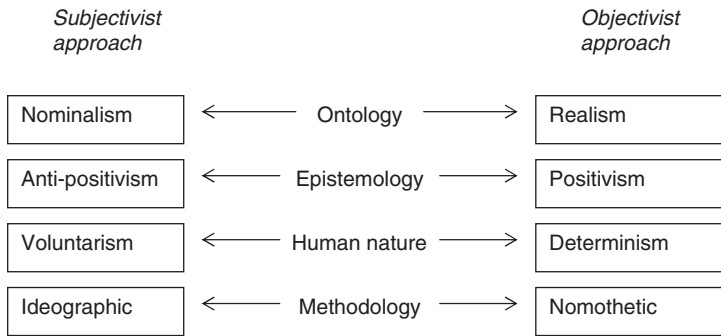 Subjectivist
approach
Objectivist
approach
Nominalism Ontology Realism
Anti-positivism Epistemology Positivism
Voluntarism Human nature Determinism
Ideographic Methodology Nomothetic